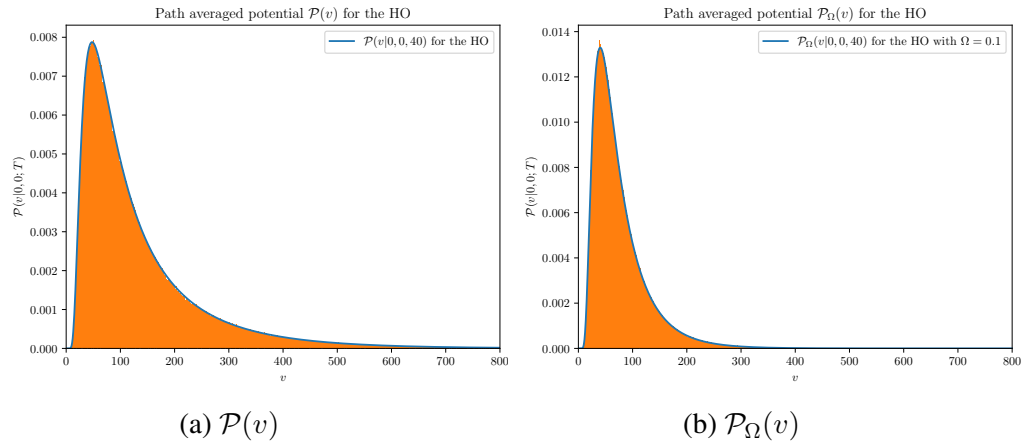 Path averaged potential 𝒫(v) for the HO
𝒫(v|0, 0, 40) for the HO
0.008
0.007
0.006
0.005
0.004
0.003
0.002
0.001
0.000
𝒫(v|0, 0; T)
0 100 200 300 400 500 600 700 800
v
(a) 𝒫(v)
Path averaged potential 𝒫_Ω(v) for the HO
𝒫_Ω(v|0, 0, 40) for the HO with Ω = 0.1
0.014
0.012
0.010
0.008
0.006
0.004
0.002
0.000
𝒫(v|0, 0; T)
0 100 200 300 400 500 600 700 800
v
(b) 𝒫_Ω(v)